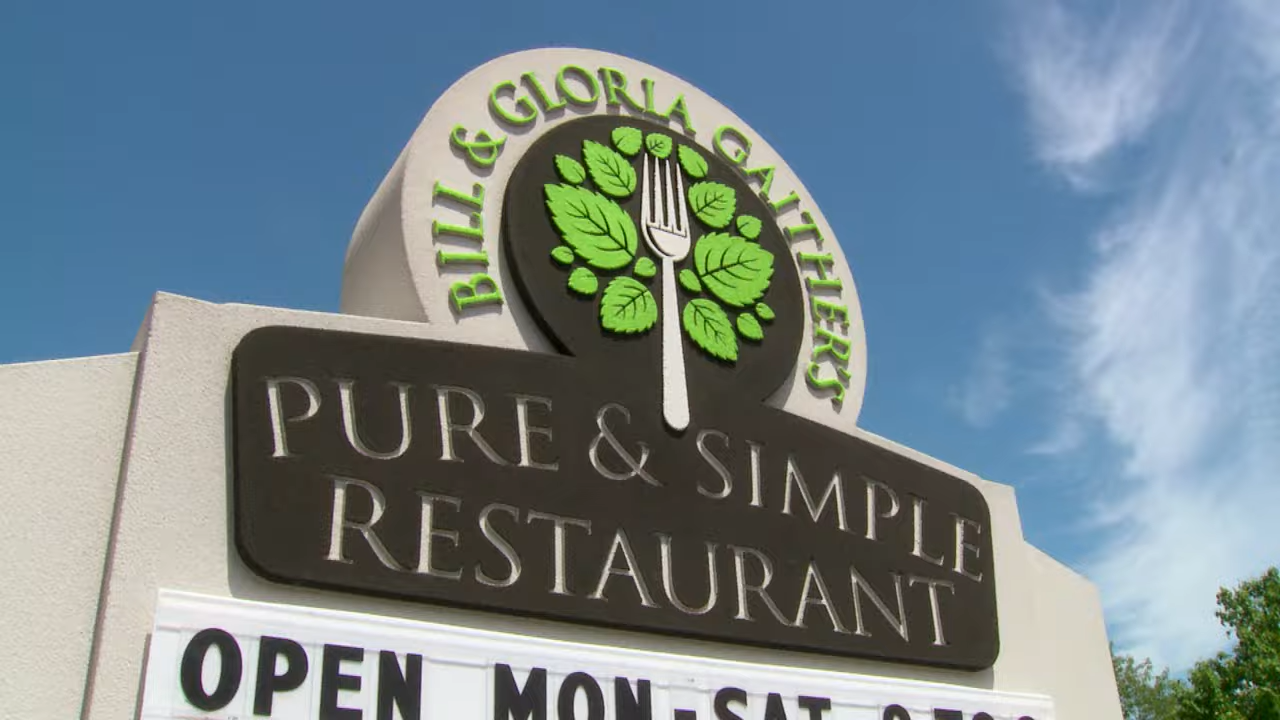 BILL & GLORIA GAITHER'S
PURE & SIMPLE
RESTAURANT
OPEN MON-SAT